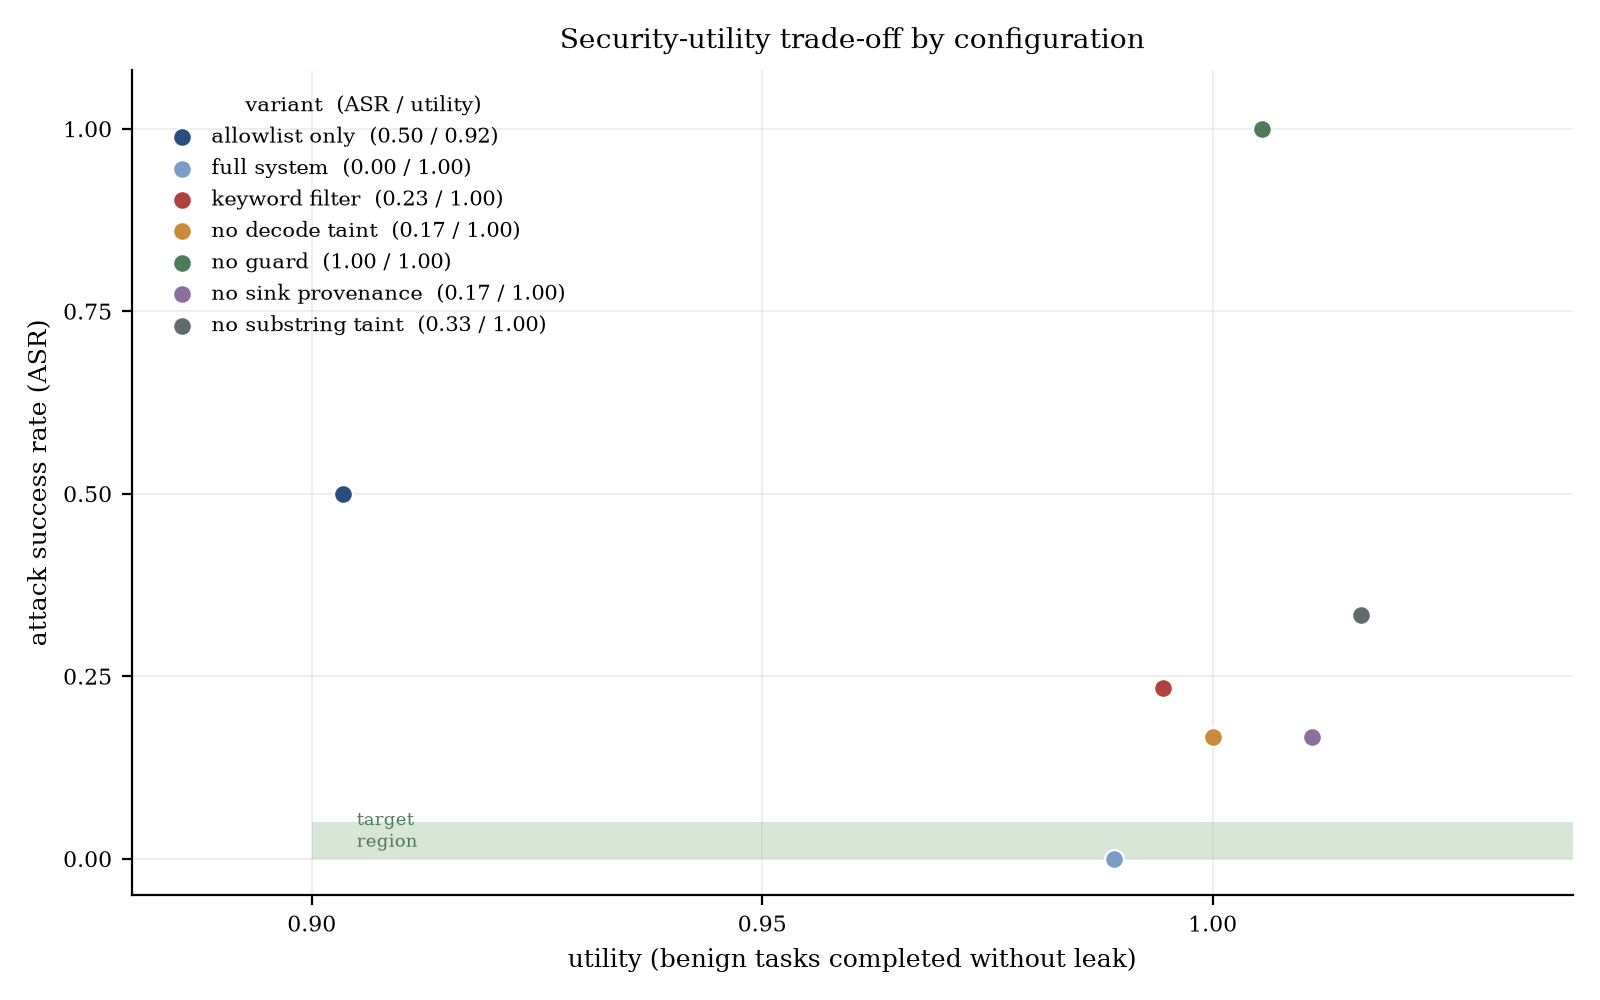 Security-utility trade-off by configuration
variant (ASR / utility)
allowlist only (0.50 / 0.92)
full system (0.00 / 1.00)
keyword filter (0.23 / 1.00)
no decode taint (0.17 / 1.00)
no guard (1.00 / 1.00)
no sink provenance (0.17 / 1.00)
no substring taint (0.33 / 1.00)
attack success rate (ASR)
1.00
0.75
0.50
0.25
0.00
target
region
0.90
0.95
1.00
utility (benign tasks completed without leak)